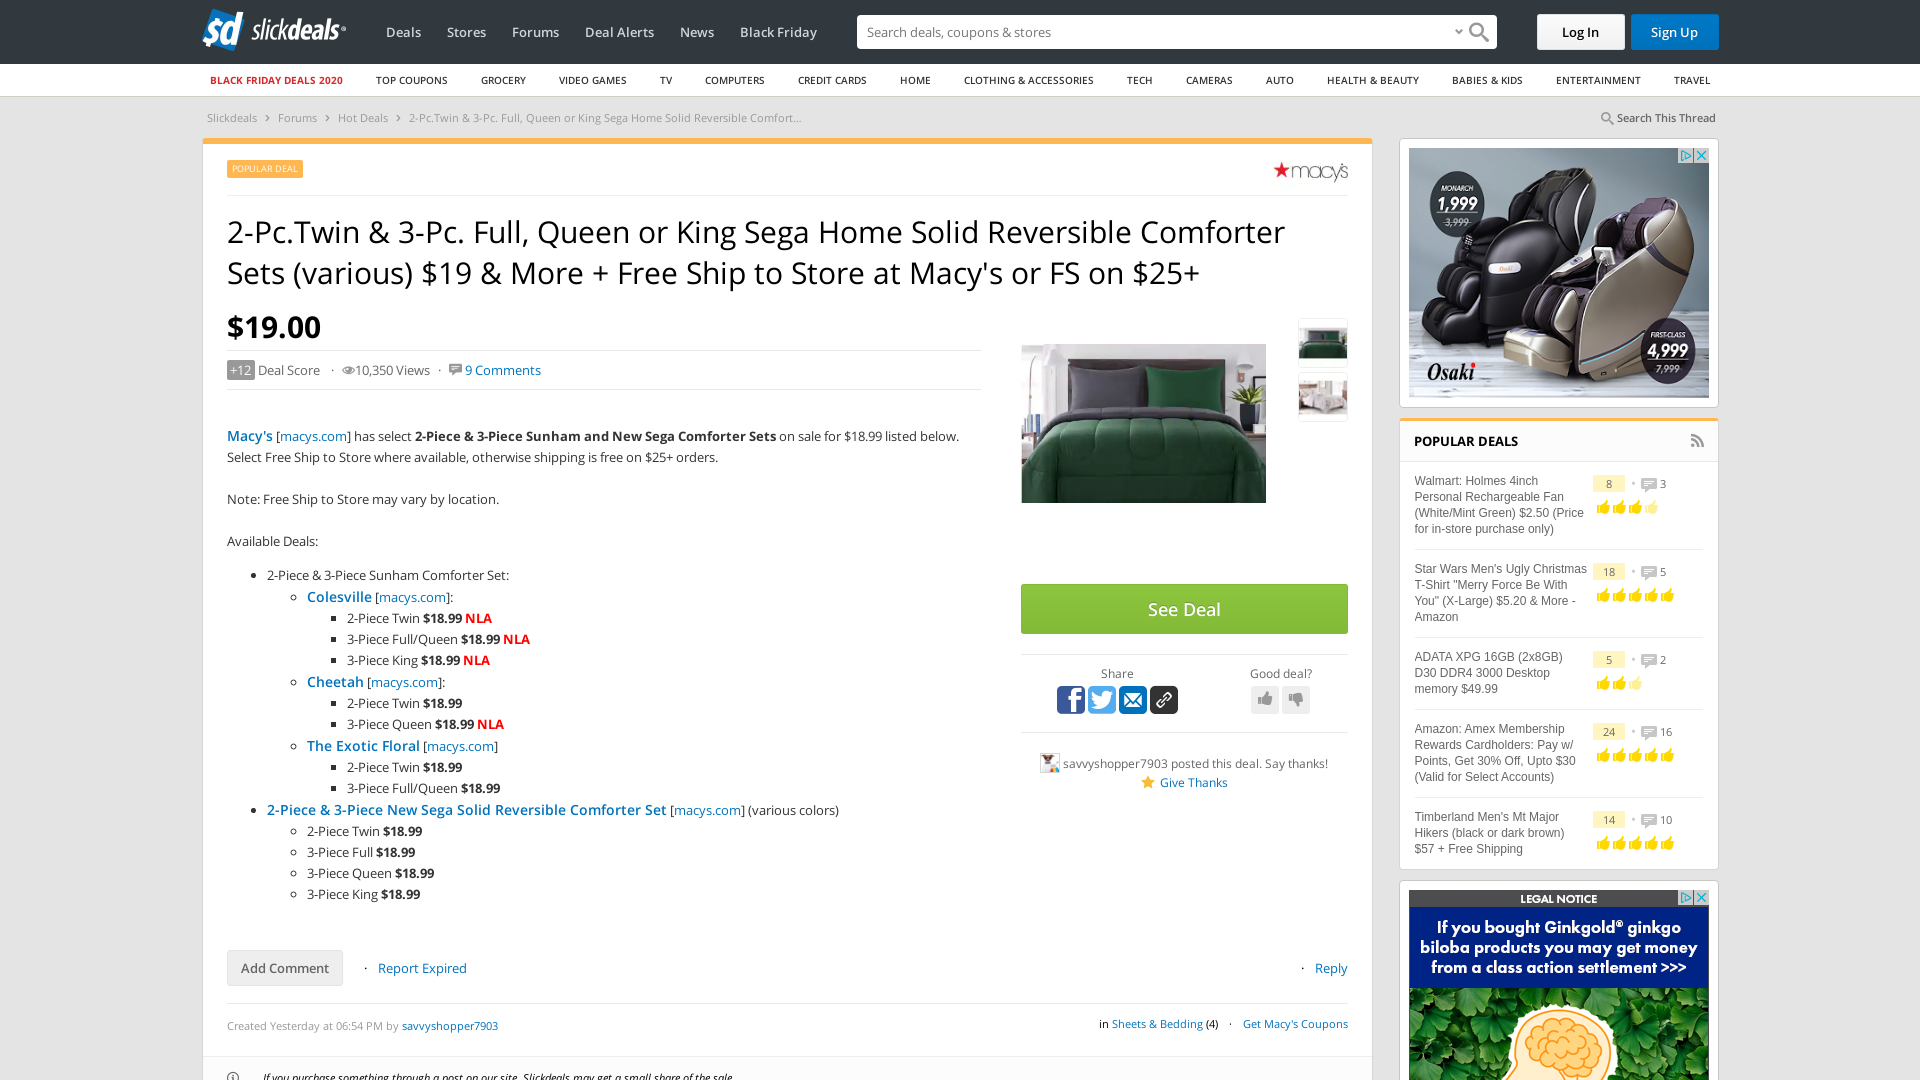 slickdeals
Deals
Stores
Forums
Deal Alerts
News
Black Friday
Search deals, coupons & stores
Log In
Sign Up
BLACK FRIDAY DEALS 2020
TOP COUPONS
GROCERY
VIDEO GAMES
TV
COMPUTERS
CREDIT CARDS
HOME
CLOTHING & ACCESSORIES
TECH
CAMERAS
AUTO
HEALTH & BEAUTY
BABIES & KIDS
ENTERTAINMENT
TRAVEL
Slickdeals › Forums › Hot Deals › 2-Pc.Twin & 3-Pc. Full, Queen or King Sega Home Solid Reversible Comfort...
Search This Thread
POPULAR DEAL
macy's
2-Pc.Twin & 3-Pc. Full, Queen or King Sega Home Solid Reversible Comforter
Sets (various) $19 & More + Free Ship to Store at Macy's or FS on $25+
$19.00
+12 Deal Score · 10,350 Views · 9 Comments
Macy's [macys.com] has select 2-Piece & 3-Piece Sunham and New Sega Comforter Sets on sale for $18.99 listed below.
Select Free Ship to Store where available, otherwise shipping is free on $25+ orders.
Note: Free Ship to Store may vary by location.
Available Deals:
2-Piece & 3-Piece Sunham Comforter Set:
Colesville [macys.com]:
2-Piece Twin $18.99 NLA
3-Piece Full/Queen $18.99 NLA
3-Piece King $18.99 NLA
Cheetah [macys.com]:
2-Piece Twin $18.99
3-Piece Queen $18.99 NLA
The Exotic Floral [macys.com]
2-Piece Twin $18.99
3-Piece Full/Queen $18.99
2-Piece & 3-Piece New Sega Solid Reversible Comforter Set [macys.com] (various colors)
2-Piece Twin $18.99
3-Piece Full $18.99
3-Piece Queen $18.99
3-Piece King $18.99
See Deal
Share
Good deal?
savvyshopper7903 posted this deal. Say thanks!
Give Thanks
Add Comment
· Report Expired
· Reply
Created Yesterday at 06:54 PM by savvyshopper7903
in Sheets & Bedding (4) · Get Macy's Coupons
If you purchase something through a post on our site, Slickdeals may get a small share of the sale.
MONARCH
1,999
3,999
Osaki
FIRST-CLASS
4,999
7,999
POPULAR DEALS
Walmart: Holmes 4inch
Personal Rechargeable Fan
(White/Mint Green) $2.50 (Price
for in-store purchase only)
8 • 3
Star Wars Men's Ugly Christmas
T-Shirt "Merry Force Be With
You" (X-Large) $5.20 & More -
Amazon
18 • 5
ADATA XPG 16GB (2x8GB)
D30 DDR4 3000 Desktop
memory $49.99
5 • 2
Amazon: Amex Membership
Rewards Cardholders: Pay w/
Points, Get 30% Off, Upto $30
(Valid for Select Accounts)
24 • 16
Timberland Men's Mt Major
Hikers (black or dark brown)
$57 + Free Shipping
14 • 10
LEGAL NOTICE
If you bought Ginkgold® ginkgo
biloba products you may get money
from a class action settlement >>>